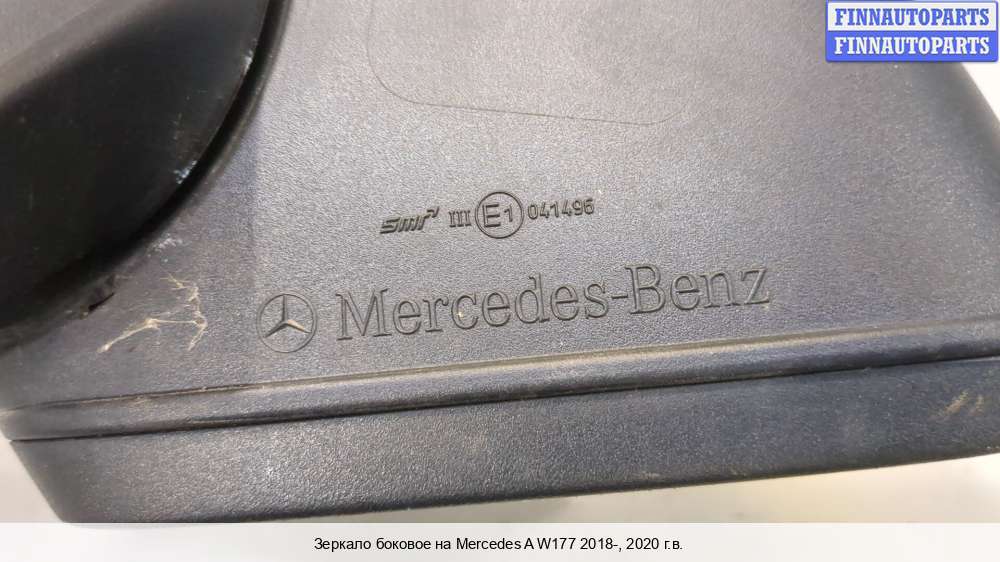 FINNAUTOPARTS
FINNAUTOPARTS
smr III E1 041496
Mercedes-Benz
Зеркало боковое на Mercedes A W177 2018-, 2020 г.в.